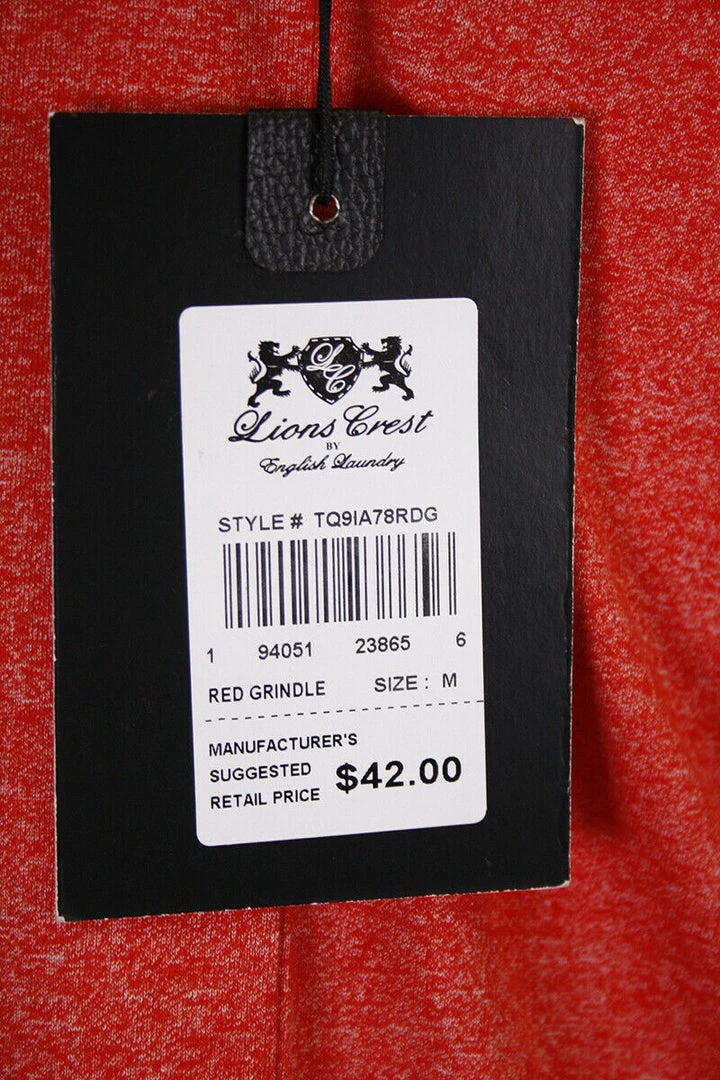 LC
Lions Crest
BY
English Laundry
STYLE # TQ9IA78RDG
1 94051 23865 6
RED GRINDLE SIZE : M
MANUFACTURER'S
SUGGESTED
RETAIL PRICE
$42.00